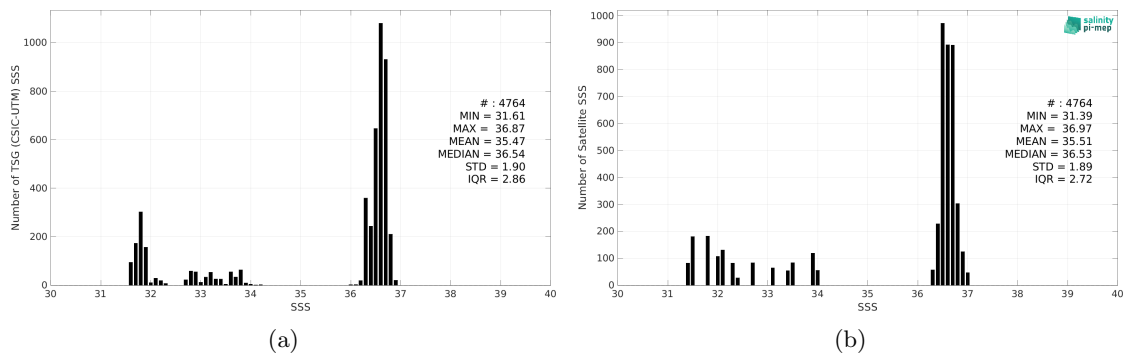 1000
800
600
400
200
0
Number of TSG (CSIC-UTM) SSS
# : 4764
MIN = 31.61
MAX = 36.87
MEAN = 35.47
MEDIAN = 36.54
STD = 1.90
IQR = 2.86
30 31 32 33 34 35 36 37 38 39 40
SSS
(a)
1000
900
800
700
600
500
400
300
200
100
0
Number of Satellite SSS
salinity
pi-mep
# : 4764
MIN = 31.39
MAX = 36.97
MEAN = 35.51
MEDIAN = 36.53
STD = 1.89
IQR = 2.72
30 31 32 33 34 35 36 37 38 39 40
SSS
(b)